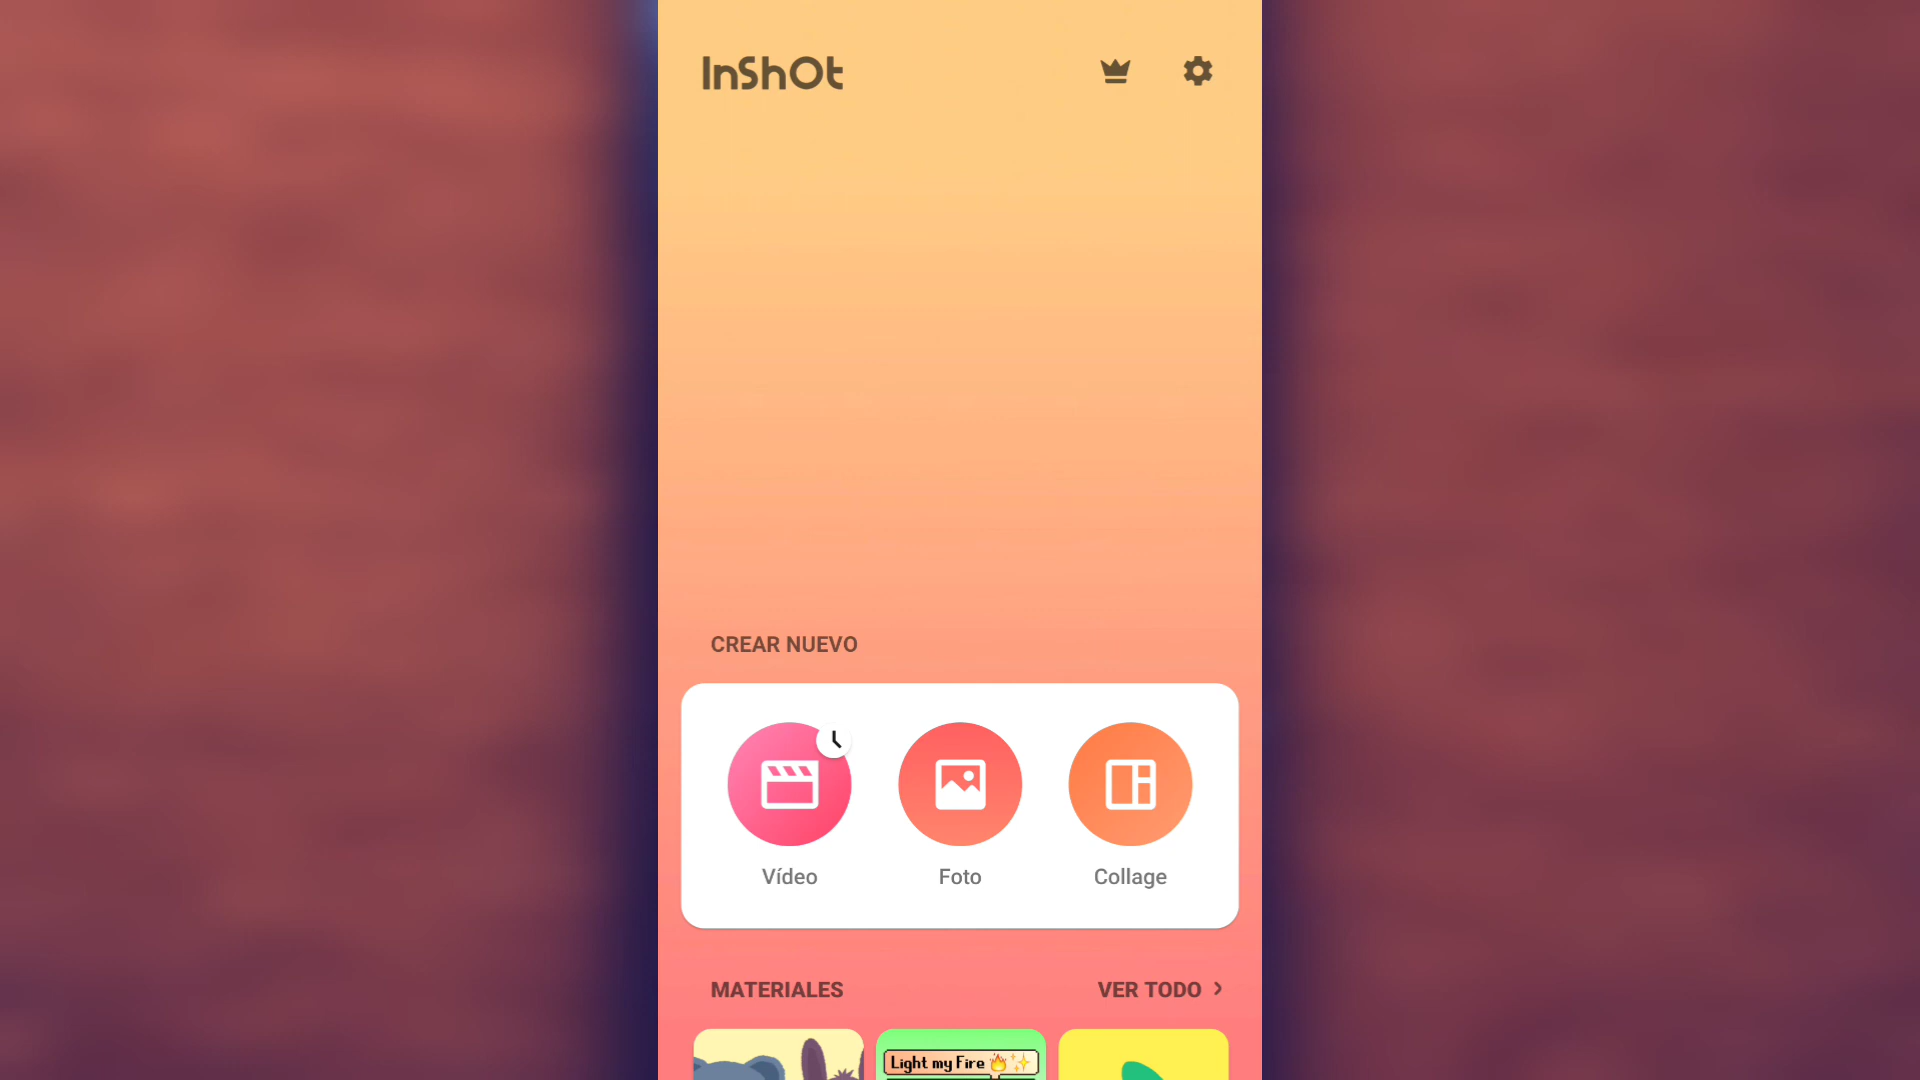 InShOt
CREAR NUEVO
Vídeo
Foto
Collage
MATERIALES
VER TODO >
Light my Fire 🔥✨